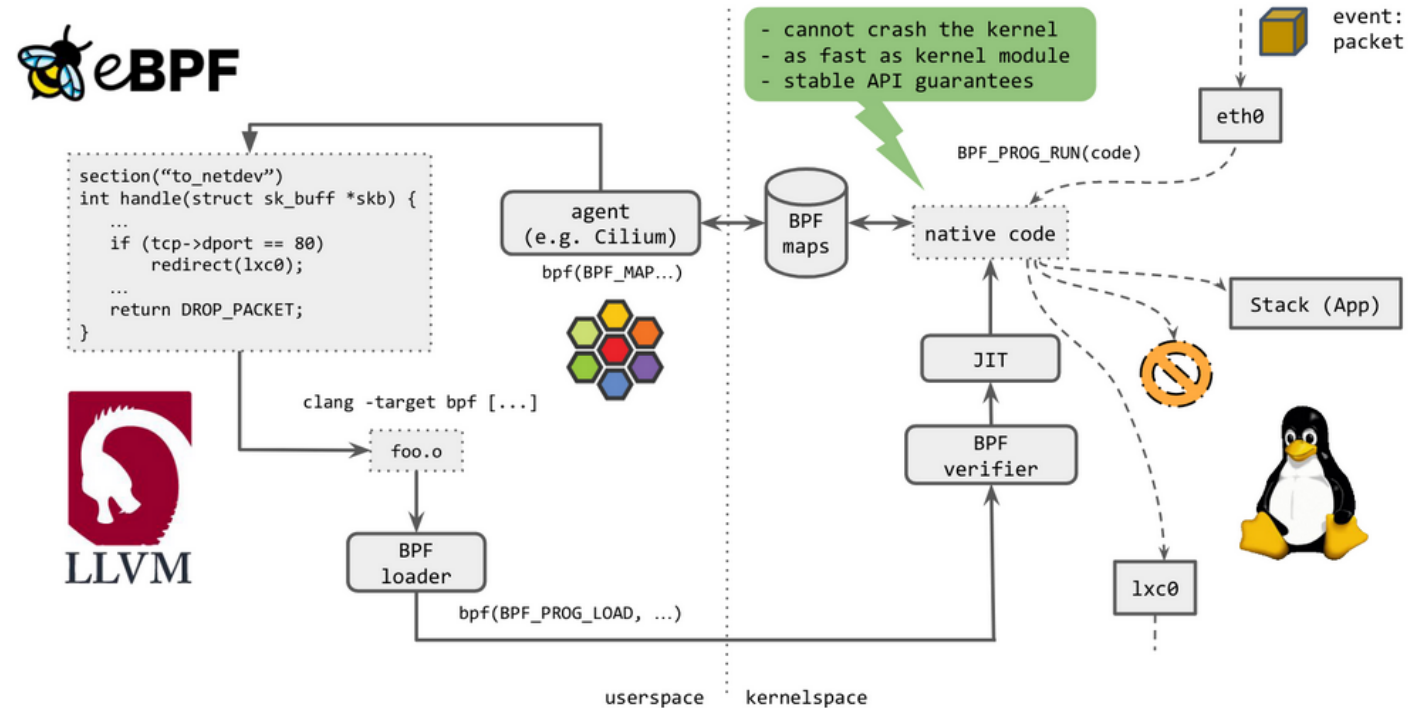 eBPF
- cannot crash the kernel
- as fast as kernel module
- stable API guarantees
event:
packet
eth0
BPF_PROG_RUN(code)
section(“to_netdev”)
int handle(struct sk_buff *skb) {
…
if (tcp->dport == 80)
redirect(lxc0);
…
return DROP_PACKET;
}
agent
(e.g. Cilium)
bpf(BPF_MAP…)
BPF
maps
native code
Stack (App)
JIT
BPF
verifier
clang -target bpf [...]
foo.o
LLVM
BPF
loader
bpf(BPF_PROG_LOAD, …)
lxc0
userspace
kernelspace